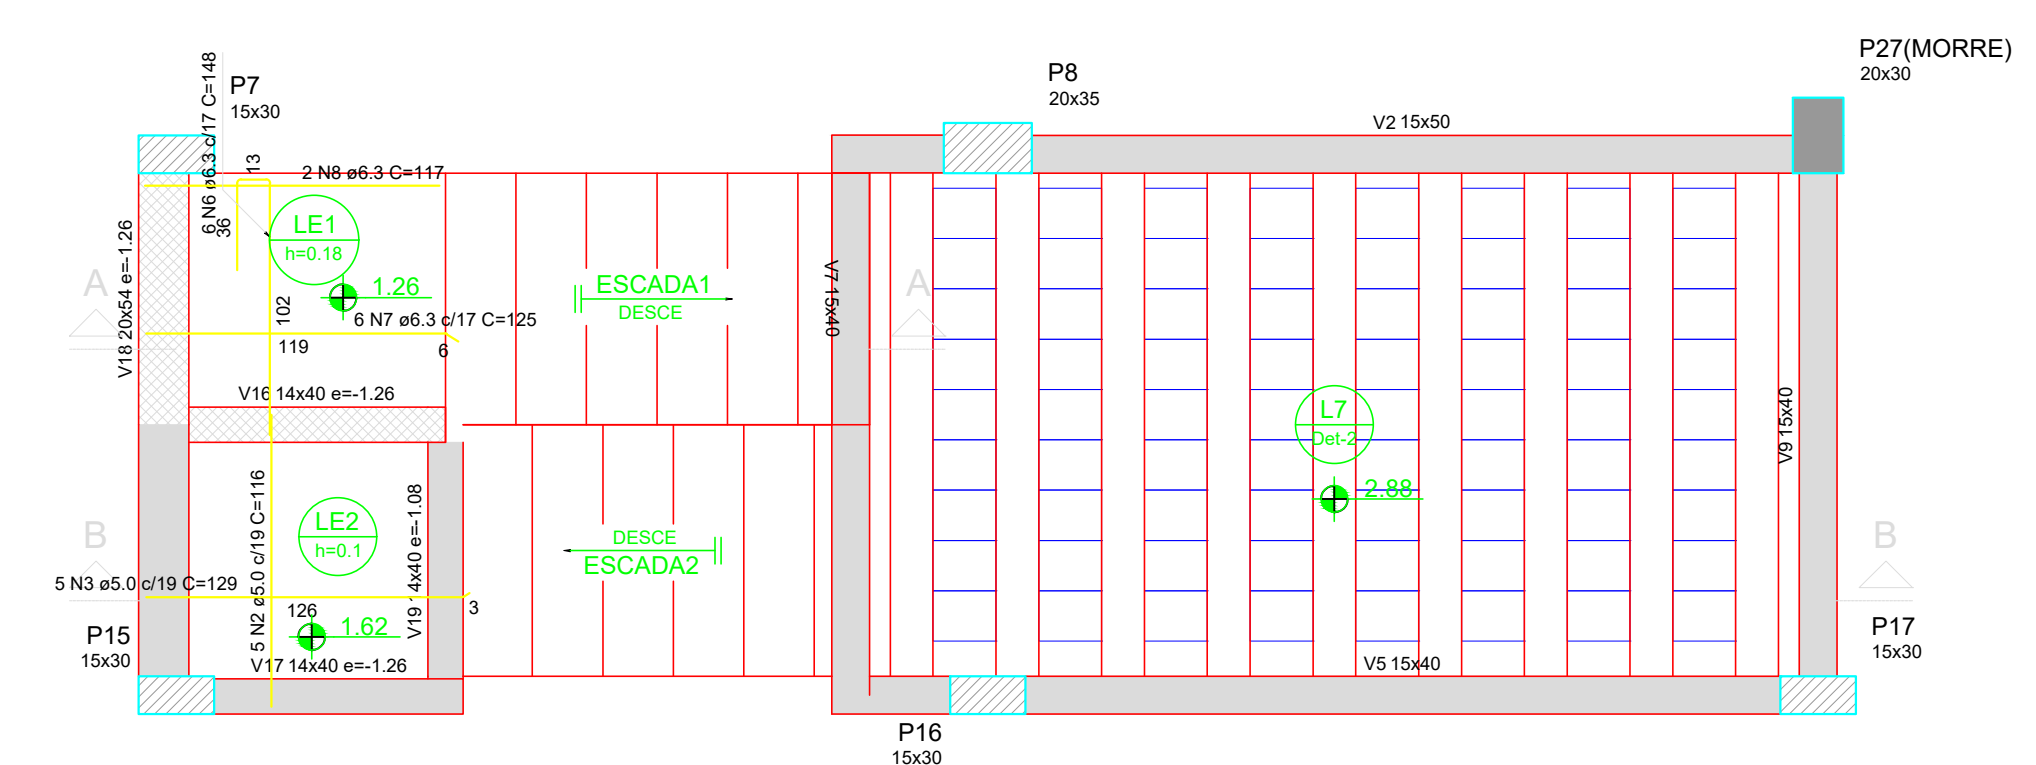 P27(MORRE)
20x30
P8
20x35
P7
15x30
V2 15x50
6 N6 ø6.3 c/17 C=148
36
13
2 N8 ø6.3 C=117
LE1
h=0.18
1.26
102
6 N7 ø6.3 c/17 C=125
119
6
V18 20x54 e=-1.26
A
ESCADA1
DESCE
V7 15x40
A
V16 14x40 e=-1.26
L7
Det-2
2.88
V9 15x40
5 N2 ø5.0 c/19 C=116
LE2
h=0.1
V19 14x40 e=-1.08
DESCE
ESCADA2
B
B
5 N3 ø5.0 c/19 C=129
126
3
1.62
P15
15x30
V17 14x40 e=-1.26
V5 15x40
P17
15x30
P16
15x30